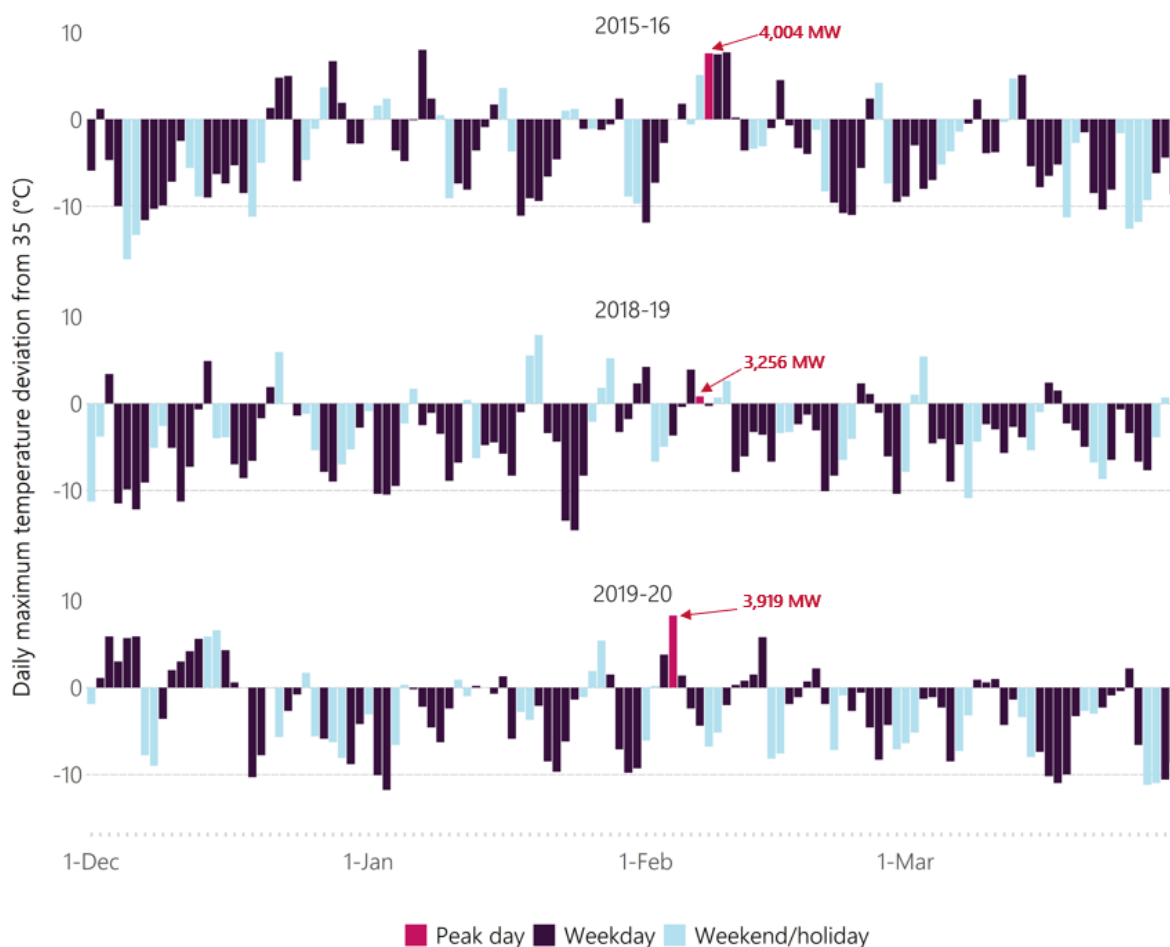 2015-16
4,004 MW
10
0
-10
2018-19
3,256 MW
10
0
-10
2019-20
3,919 MW
10
0
-10
Daily maximum temperature deviation from 35 (°C)
1-Dec 1-Jan 1-Feb 1-Mar
Peak day Weekday Weekend/holiday